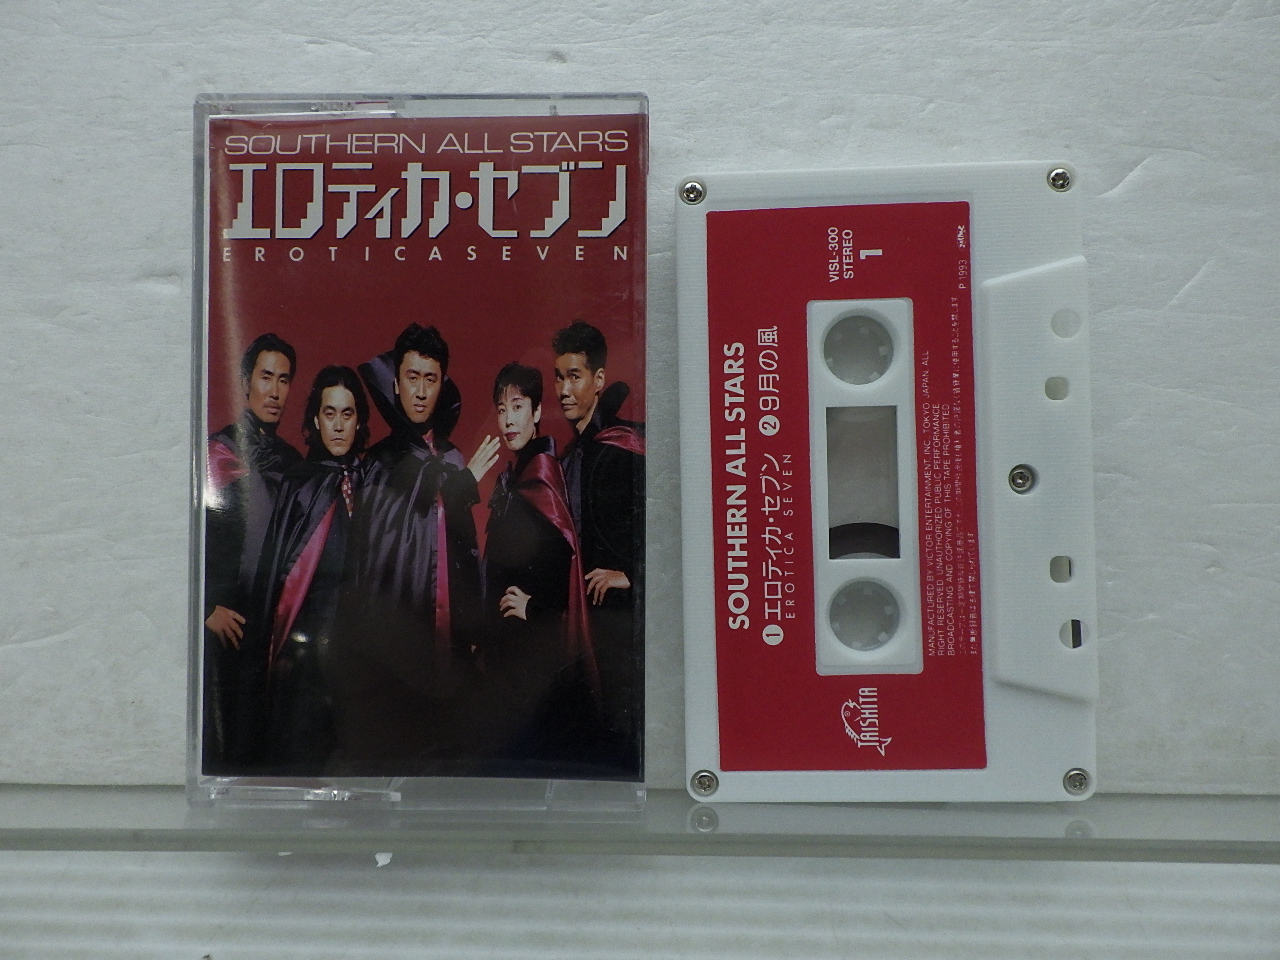 SOUTHERN ALL STARS
エロティカ・セブン
EROTICA SEVEN
SOUTHERN ALL STARS
❶エロティカ・セブン ❷9月の風
EROTICA SEVEN
VISL-300
STEREO
1
MANUFACTURED BY VICTOR ENTERTAINMENT, INC. TOKYO, JAPAN. ALL
RIGHT RESERVED. UNAUTHORIZED PUBLIC PERFORMANCE,
BROADCASTING AND COPYING OF THIS TAPE PROHIBITED
P 1993
TAISHITA